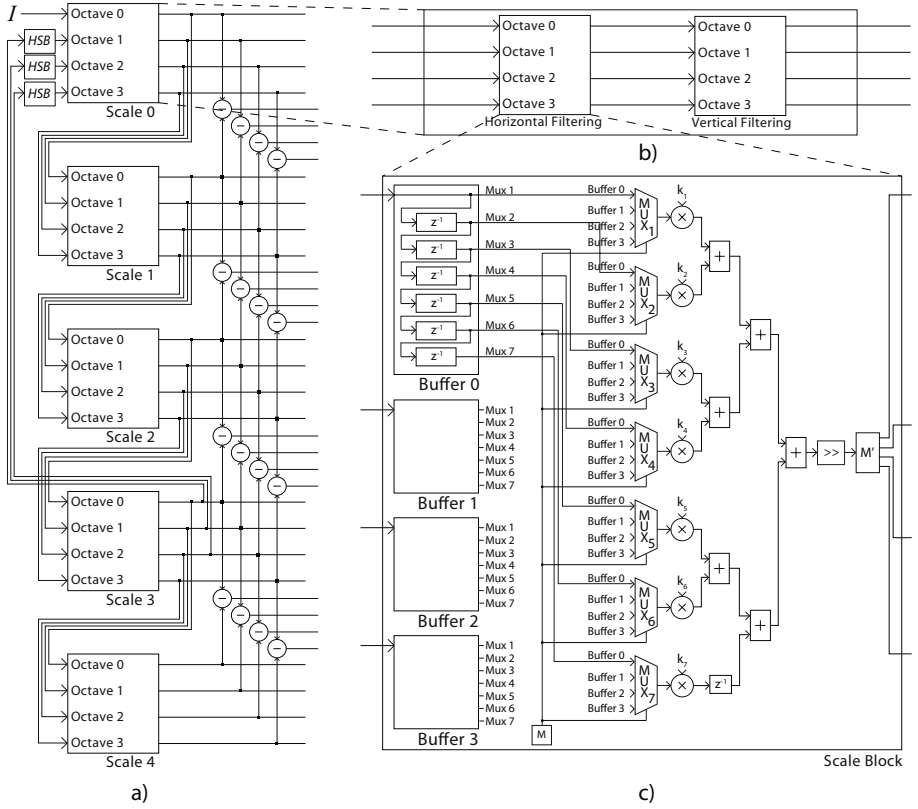 I
HSB
HSB
HSB
Octave 0
Octave 1
Octave 2
Octave 3
Scale 0
Octave 0
Octave 1
Octave 2
Octave 3
Scale 1
Octave 0
Octave 1
Octave 2
Octave 3
Scale 2
Octave 0
Octave 1
Octave 2
Octave 3
Scale 3
Octave 0
Octave 1
Octave 2
Octave 3
Scale 4
a)
Octave 0
Octave 1
Octave 2
Octave 3
Horizontal Filtering
Octave 0
Octave 1
Octave 2
Octave 3
Vertical Filtering
b)
Mux 1
z⁻¹ Mux 2
z⁻¹ Mux 3
z⁻¹ Mux 4
z⁻¹ Mux 5
z⁻¹ Mux 6
z⁻¹ Mux 7
Buffer 0
Mux 1
Mux 2
Mux 3
Mux 4
Mux 5
Mux 6
Mux 7
Buffer 1
Mux 1
Mux 2
Mux 3
Mux 4
Mux 5
Mux 6
Mux 7
Buffer 2
Mux 1
Mux 2
Mux 3
Mux 4
Mux 5
Mux 6
Mux 7
Buffer 3
Buffer 0
Buffer 1
Buffer 2
Buffer 3
MUX1
k1
×
Buffer 0
Buffer 1
Buffer 2
Buffer 3
MUX2
k2
×
+
Buffer 0
Buffer 1
Buffer 2
Buffer 3
MUX3
k3
×
Buffer 0
Buffer 1
Buffer 2
Buffer 3
MUX4
k4
×
+
+
Buffer 0
Buffer 1
Buffer 2
Buffer 3
MUX5
k5
×
Buffer 0
Buffer 1
Buffer 2
Buffer 3
MUX6
k6
×
+
Buffer 0
Buffer 1
Buffer 2
Buffer 3
MUX7
k7
×
z⁻¹
+
+
>>
M'
M
Scale Block
c)